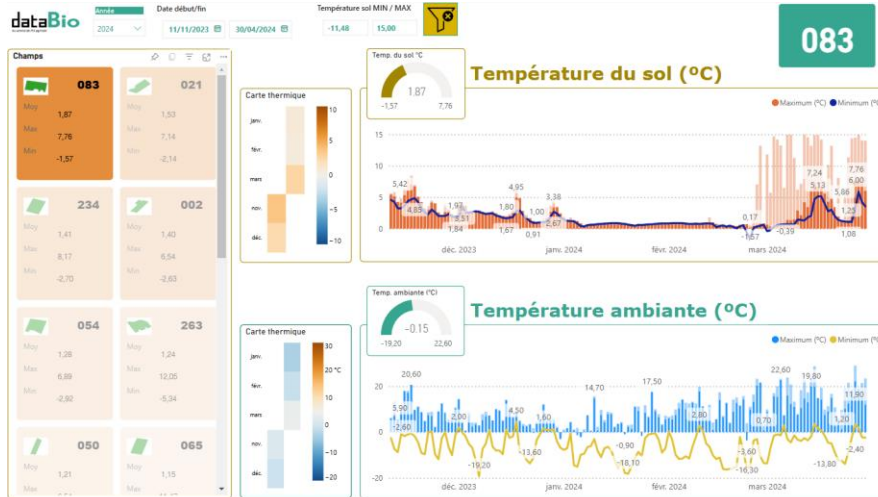 dataBio
Année
2024
Date début/fin
11/11/2023
30/04/2024
Température sol MIN / MAX
-11,48
15,00
083
Champs
083
Moy 1,87
Max 7,76
Min -1,57
021
Moy 1,53
Max 7,14
Min -2,14
234
Moy 1,41
Max 8,17
Min -2,70
002
Moy 1,40
Max 6,54
Min -2,63
054
Moy 1,28
Max 6,89
Min -2,92
263
Moy 1,24
Max 12,05
Min -5,34
050
Moy 1,21
065
Moy 1,15
Carte thermique
janv.
févr.
mars
nov.
déc.
10
5
0
-5
-10
Temp. du sol °C
1.87
-1,57
7,76
Température du sol (ºC)
Maximum (ºC)
Minimum (º
15
10
5
0
5,42
4,85
1,97
3,51
1,84
1,80
1,67
4,95
1,00
0,91
3,38
2,67
0,17
-0,39
7,24
5,13
5,86
1,25
1,08
7,76
6,00
déc. 2023
janv. 2024
févr. 2024
mars 2024
Carte thermique
janv.
févr.
mars
nov.
déc.
30
20 °C
10
0
-10
-20
Temp. ambiante (°C)
-0.15
-19,20
22,60
Température ambiante (ºC)
Maximum (ºC)
Minimum (º
20
0
-20
5,90
-2,60
20,60
2,00
-19,20
4,50
-13,60
1,60
14,70
-0,90
-18,10
17,50
2,80
-3,60
-16,30
0,70
22,60
19,80
-13,80
1,20
11,90
-2,40
déc. 2023
janv. 2024
févr. 2024
mars 2024